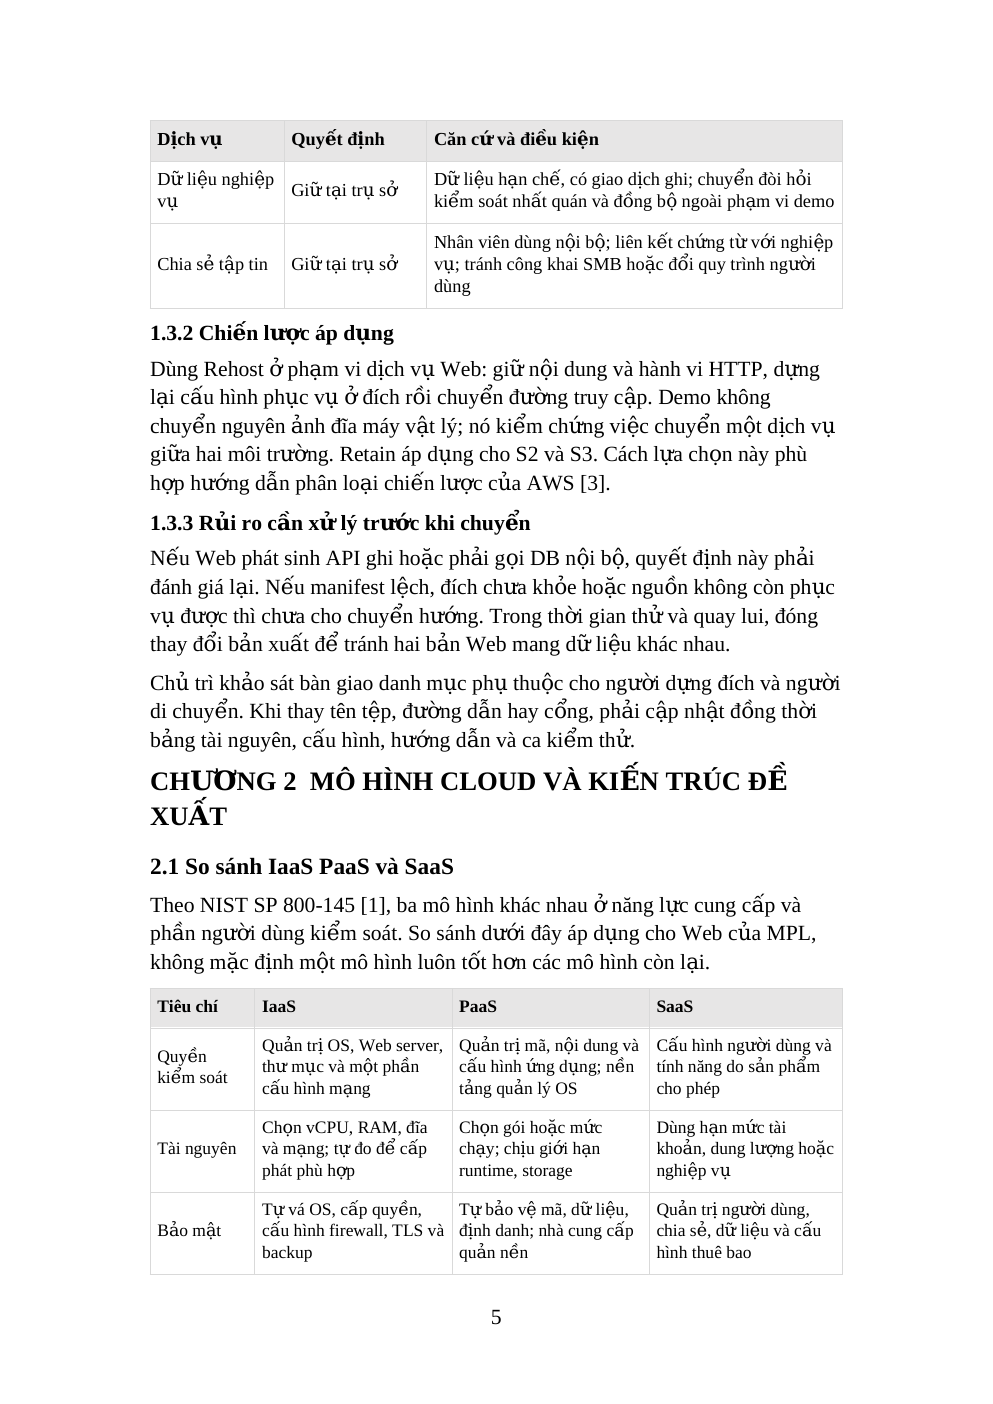 Dịch vụ Quyết định Căn cứ và điều kiện
Dữ liệu nghiệp vụ Giữ tại trụ sở Dữ liệu hạn chế, có giao dịch ghi; chuyển đòi hỏi
kiểm soát nhất quán và đồng bộ ngoài phạm vi demo
Chia sẻ tập tin Giữ tại trụ sở Nhân viên dùng nội bộ; liên kết chứng từ với nghiệp
vụ; tránh công khai SMB hoặc đổi quy trình người
dùng
1.3.2 Chiến lược áp dụng
Dùng Rehost ở phạm vi dịch vụ Web: giữ nội dung và hành vi HTTP, dựng
lại cấu hình phục vụ ở đích rồi chuyển đường truy cập. Demo không
chuyển nguyên ảnh đĩa máy vật lý; nó kiểm chứng việc chuyển một dịch vụ
giữa hai môi trường. Retain áp dụng cho S2 và S3. Cách lựa chọn này phù
hợp hướng dẫn phân loại chiến lược của AWS [3].
1.3.3 Rủi ro cần xử lý trước khi chuyển
Nếu Web phát sinh API ghi hoặc phải gọi DB nội bộ, quyết định này phải
đánh giá lại. Nếu manifest lệch, đích chưa khỏe hoặc nguồn không còn phục
vụ được thì chưa cho chuyển hướng. Trong thời gian thử và quay lui, đóng
thay đổi bản xuất để tránh hai bản Web mang dữ liệu khác nhau.
Chủ trì khảo sát bàn giao danh mục phụ thuộc cho người dựng đích và người
di chuyển. Khi thay tên tệp, đường dẫn hay cổng, phải cập nhật đồng thời
bảng tài nguyên, cấu hình, hướng dẫn và ca kiểm thử.
CHƯƠNG 2 MÔ HÌNH CLOUD VÀ KIẾN TRÚC ĐỀ
XUẤT
2.1 So sánh IaaS PaaS và SaaS
Theo NIST SP 800-145 [1], ba mô hình khác nhau ở năng lực cung cấp và
phần người dùng kiểm soát. So sánh dưới đây áp dụng cho Web của MPL,
không mặc định một mô hình luôn tốt hơn các mô hình còn lại.
Tiêu chí IaaS PaaS SaaS
Quyền
kiểm soát
Quản trị OS, Web server,
thư mục và một phần
cấu hình mạng
Quản trị mã, nội dung và
cấu hình ứng dụng; nền
tảng quản lý OS
Cấu hình người dùng và
tính năng do sản phẩm
cho phép
Tài nguyên
Chọn vCPU, RAM, đĩa
và mạng; tự đo để cấp
phát phù hợp
Chọn gói hoặc mức
chạy; chịu giới hạn
runtime, storage
Dùng hạn mức tài
khoản, dung lượng hoặc
nghiệp vụ
Bảo mật
Tự vá OS, cấp quyền,
cấu hình firewall, TLS và
backup
Tự bảo vệ mã, dữ liệu,
định danh; nhà cung cấp
quản nền
Quản trị người dùng,
chia sẻ, dữ liệu và cấu
hình thuê bao
5